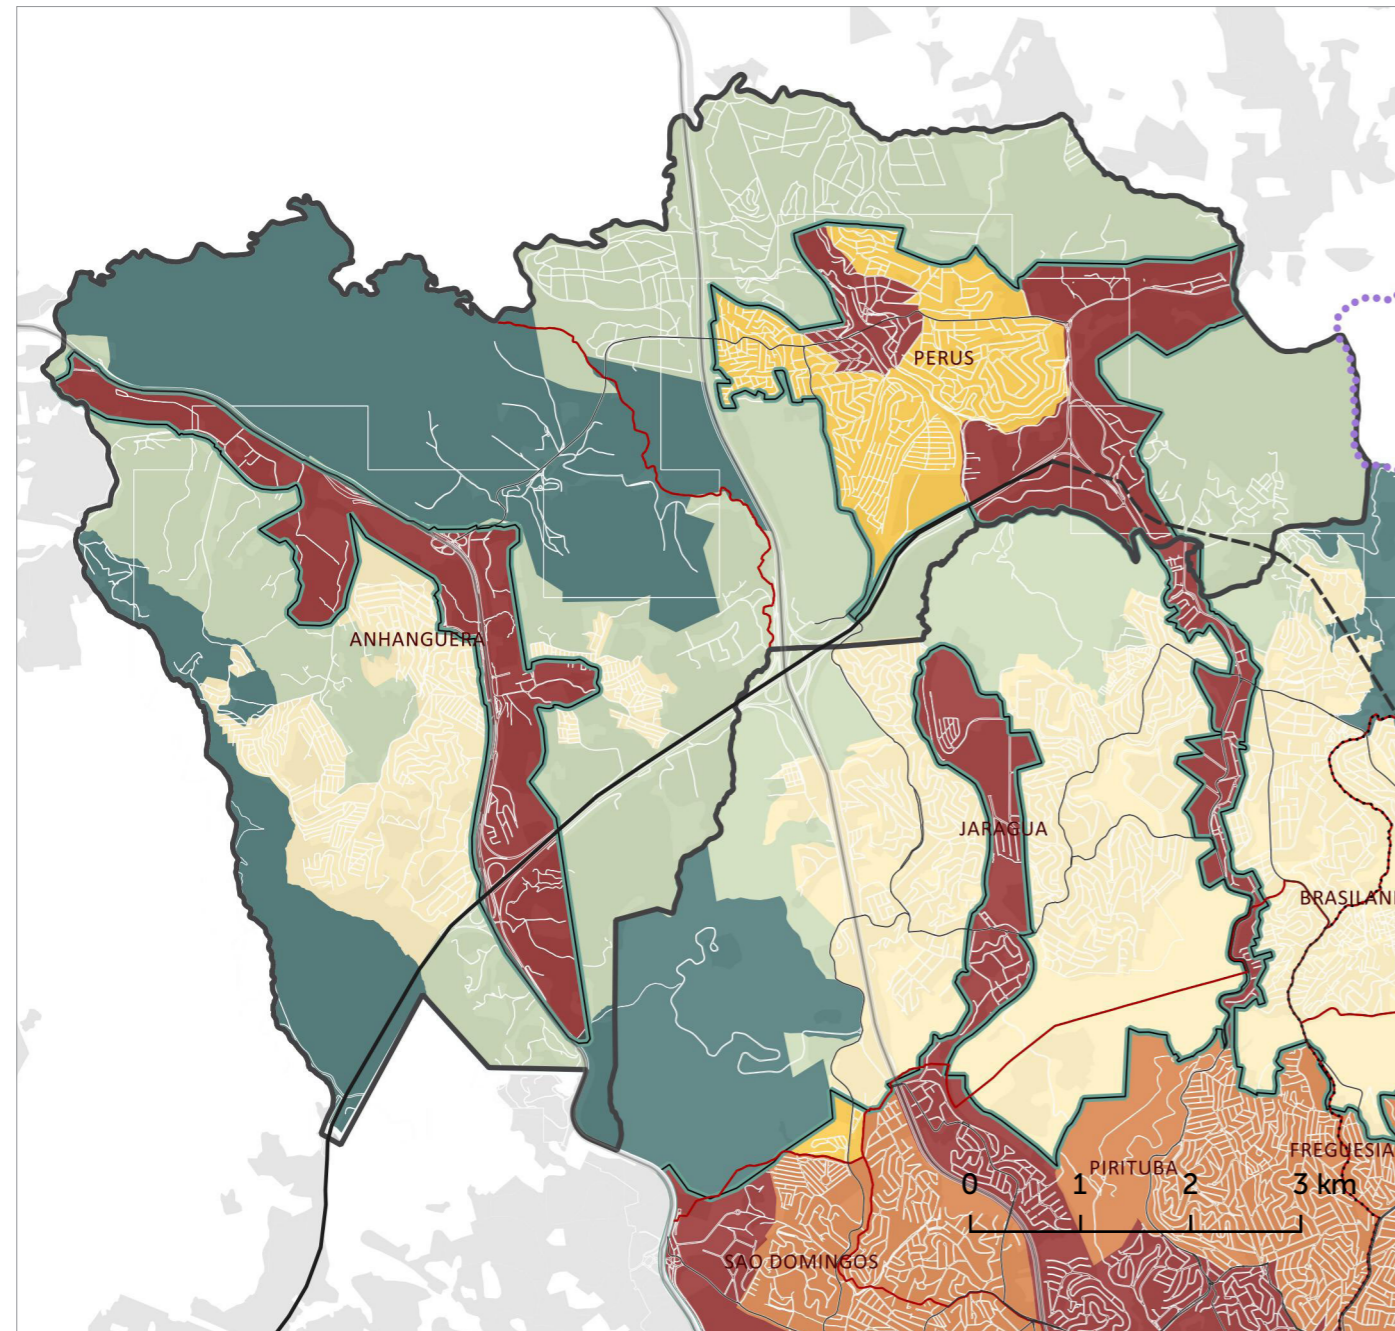 PERUS
ANHANGUERA
JARAGUA
BRASILAN
FREGUESIA
PIRITUBA
0 1 2 3 km
SAO DOMINGOS